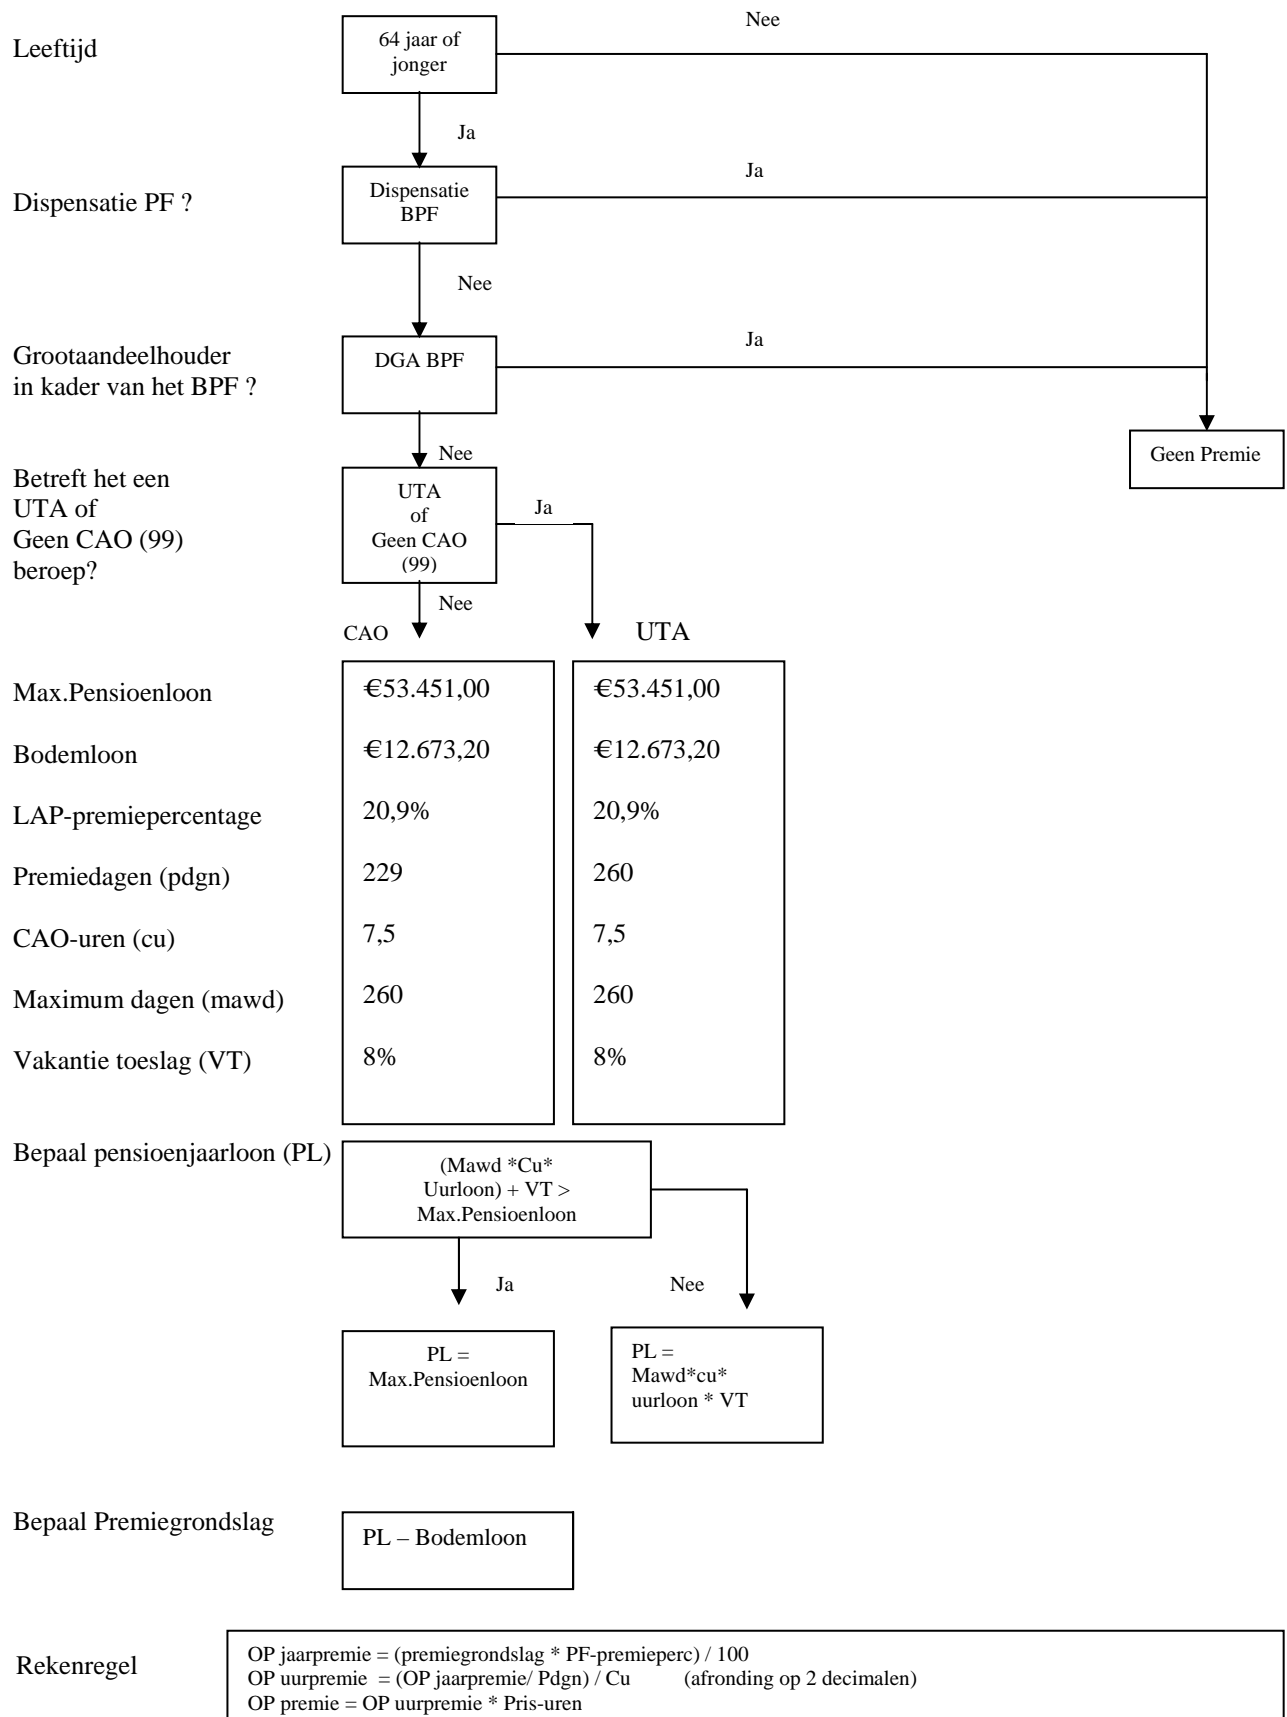 Nee
Leeftijd
64 jaar of
jonger
Ja
Dispensatie PF ?
Dispensatie
BPF
Ja
Nee
Grootaandeelhouder
in kader van het BPF ?
DGA BPF
Ja
Nee
Geen Premie
Betreft het een
UTA of
Geen CAO (99)
beroep?
UTA
of
Geen CAO
(99)
Ja
Nee
CAO
UTA
Max.Pensioenloon
€53.451,00
€53.451,00
Bodemloon
€12.673,20
€12.673,20
LAP-premiepercentage
20,9%
20,9%
Premiedagen (pdgn)
229
260
CAO-uren (cu)
7,5
7,5
Maximum dagen (mawd)
260
260
Vakantie toeslag (VT)
8%
8%
Bepaal pensioenjaarloon (PL)
(Mawd *Cu*
Uurloon) + VT >
Max.Pensioenloon
Ja
Nee
PL =
Max.Pensioenloon
PL =
Mawd*cu*
uurloon * VT
Bepaal Premiegrondslag
PL – Bodemloon
Rekenregel
OP jaarpremie = (premiegrondslag * PF-premieperc) / 100
OP uurpremie  = (OP jaarpremie/ Pdgn) / Cu (afronding op 2 decimalen)
OP premie = OP uurpremie * Pris-uren